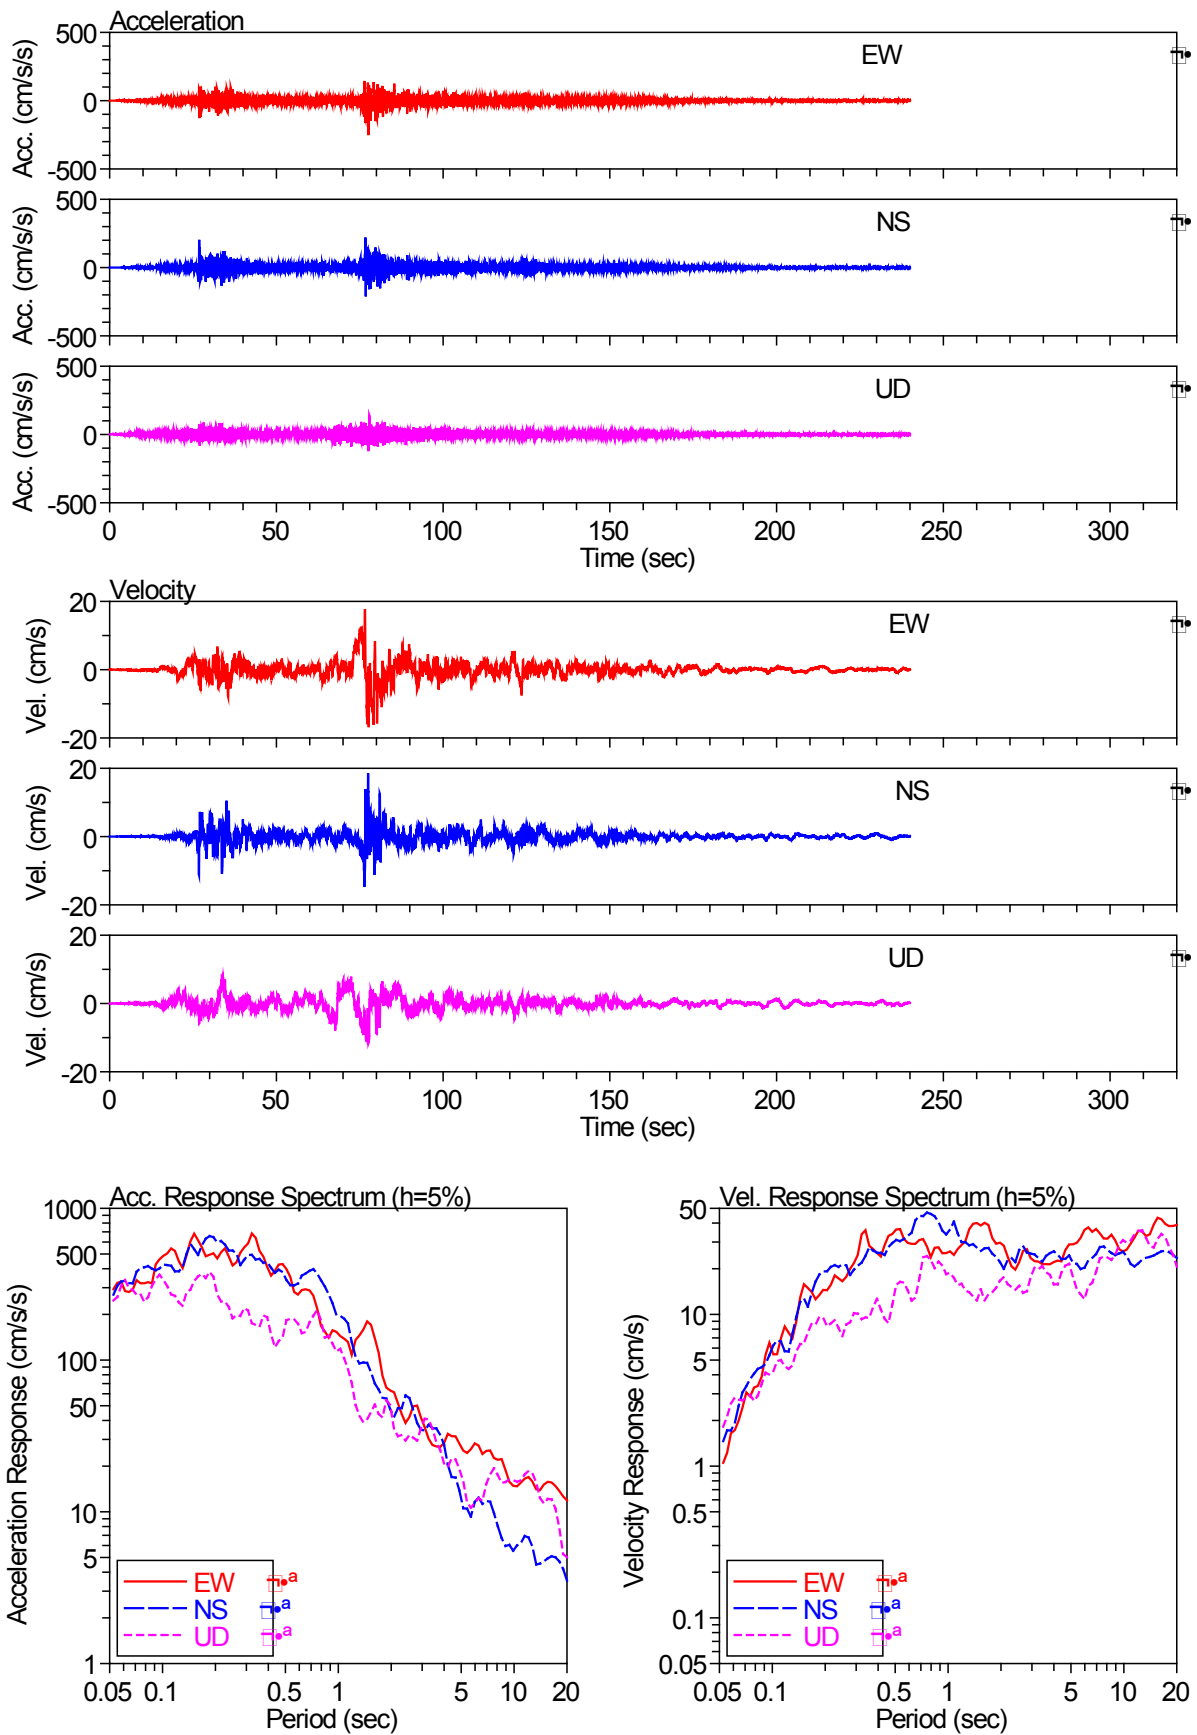 Acceleration
500
0
-500
Acc. (cm/s/s)
EW
500
0
-500
Acc. (cm/s/s)
NS
500
0
-500
Acc. (cm/s/s)
UD
0 50 100 150 200 250 300
Time (sec)
Velocity
20
0
-20
Vel. (cm/s)
EW
20
0
-20
Vel. (cm/s)
NS
20
0
-20
Vel. (cm/s)
UD
0 50 100 150 200 250 300
Time (sec)
Acc. Response Spectrum (h=5%)
1000
500
100
50
10
5
1
Acceleration Response (cm/s/s)
EW
NS
UD
0.05 0.1 0.5 1 5 10 20
Period (sec)
Vel. Response Spectrum (h=5%)
50
10
5
1
0.5
0.1
0.05
Velocity Response (cm/s)
EW
NS
UD
0.05 0.1 0.5 1 5 10 20
Period (sec)